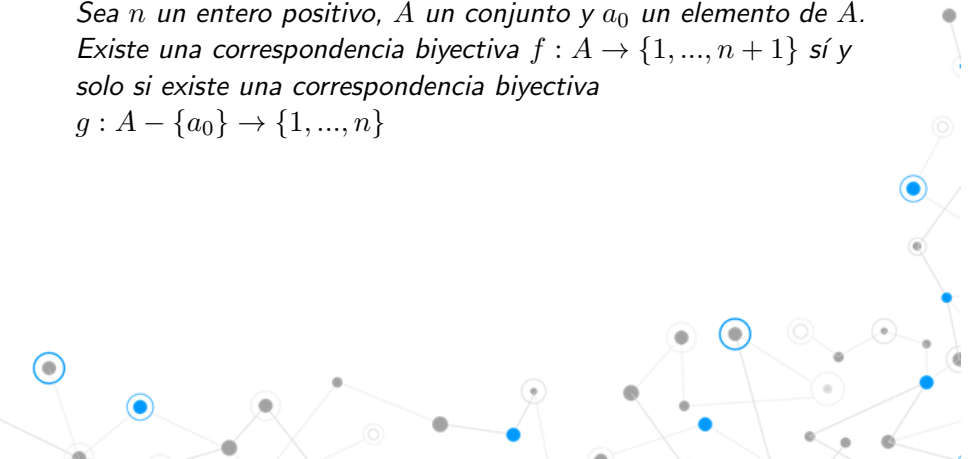 Sea n un entero positivo, A un conjunto y a₀ un elemento de A.
Existe una correspondencia biyectiva f : A → {1, ..., n + 1} sí y
solo si existe una correspondencia biyectiva
g : A − {a₀} → {1, ..., n}